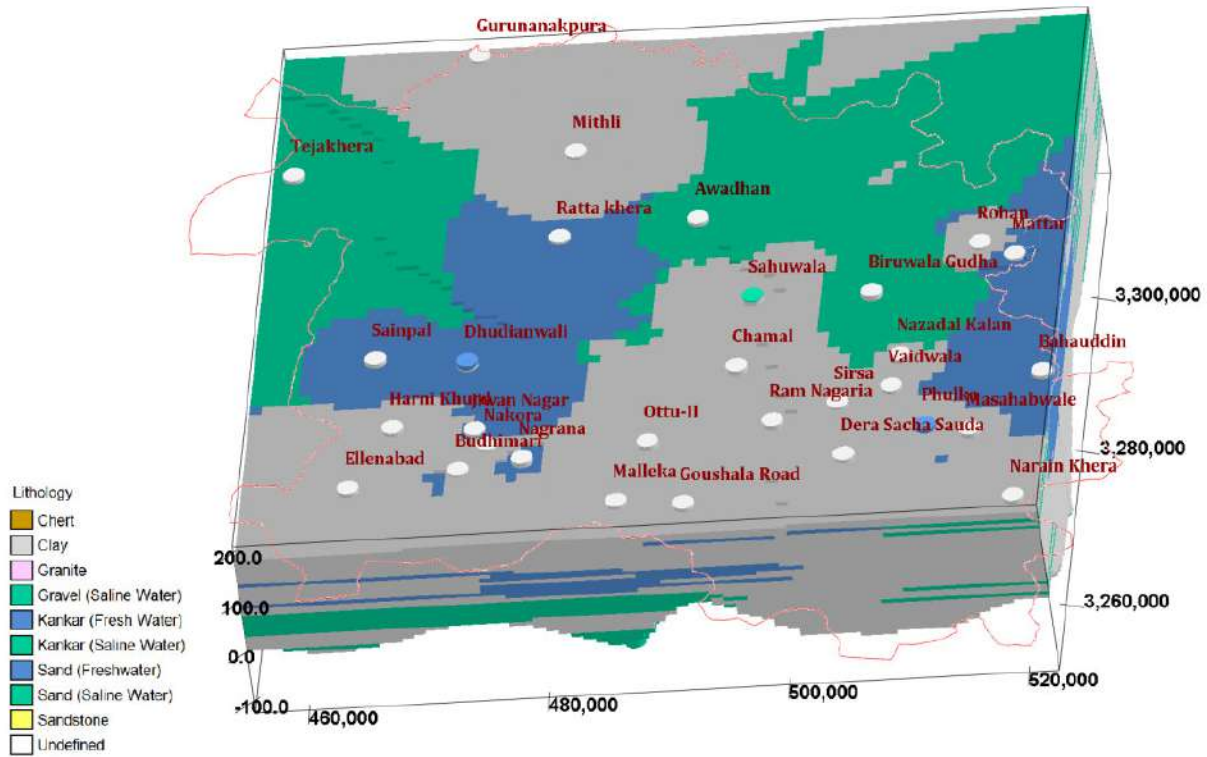 Gurunanakpura
Mithli
Tejakhera
Awadhan
Ratta khera
Rohan
Mattar
Biruwala Gudha
Sahuwala
3,300,000
Sainpal
Dhudianwali
Nazadal Kalan
Chamal
Bahauddin
Vaidwala
Sirsa
Harni Khurd
Jiwan Nagar
Ram Nagaria
Phulka
Masahabwale
Nakora
Ottu-II
Nagrana
Dera Sacha Sauda
Budhimari
3,280,000
Ellenabad
Malleka
Goushala Road
Narain Khera
Lithology
Chert
Clay
Granite
Gravel (Saline Water)
Kankar (Fresh Water)
Kankar (Saline Water)
Sand (Freshwater)
Sand (Saline Water)
Sandstone
Undefined
200.0
100.0
0.0
-100.0
3,260,000
460,000
480,000
500,000
520,000